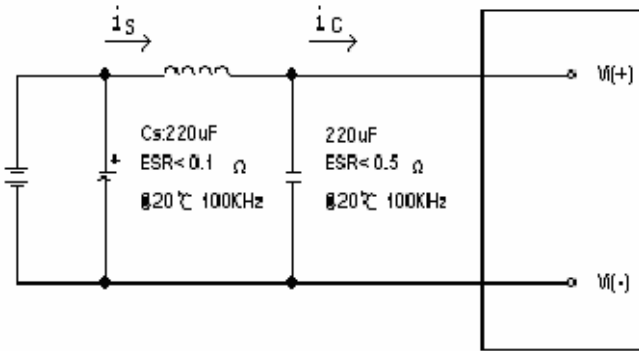 iS
iC
Vi(+)
Cs:220uF
ESR<0.1 Ω
@20℃ 100KHz
220uF
ESR<0.5 Ω
@20℃ 100KHz
Vi(-)